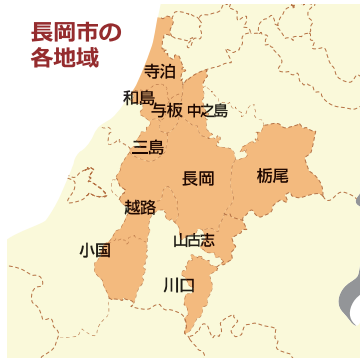 長岡市の
各地域
寺泊
和島
与板
中之島
三島
長岡
栃尾
越路
山古志
小国
川口